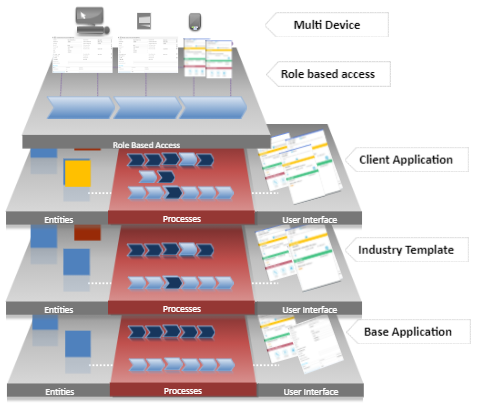 Multi Device
Role based access
Role Based Access
Client Application
Entities
Processes
User Interface
Industry Template
Entities
Processes
User Interface
Base Application
Entities
Processes
User Interface